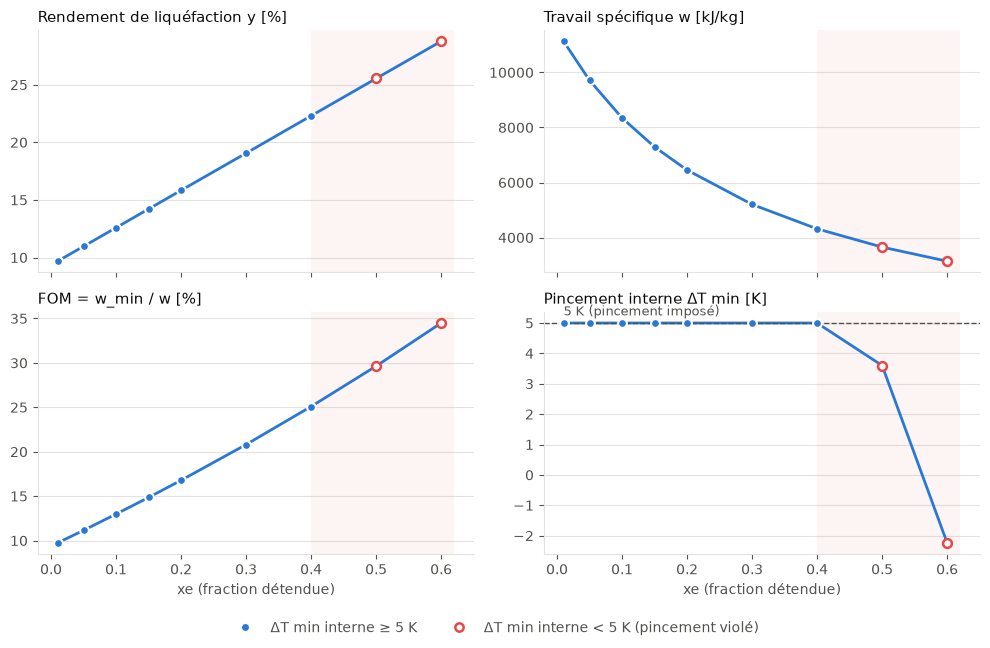 Rendement de liquéfaction y [%]
25
20
15
10
Travail spécifique w [kJ/kg]
10000
8000
6000
4000
FOM = w_min / w [%]
35
30
25
20
15
10
0.0 0.1 0.2 0.3 0.4 0.5 0.6
xe (fraction détendue)
Pincement interne ΔT min [K]
5 K (pincement imposé)
5
4
3
2
1
0
−1
−2
0.0 0.1 0.2 0.3 0.4 0.5 0.6
xe (fraction détendue)
ΔT min interne ≥ 5 K
ΔT min interne < 5 K (pincement violé)